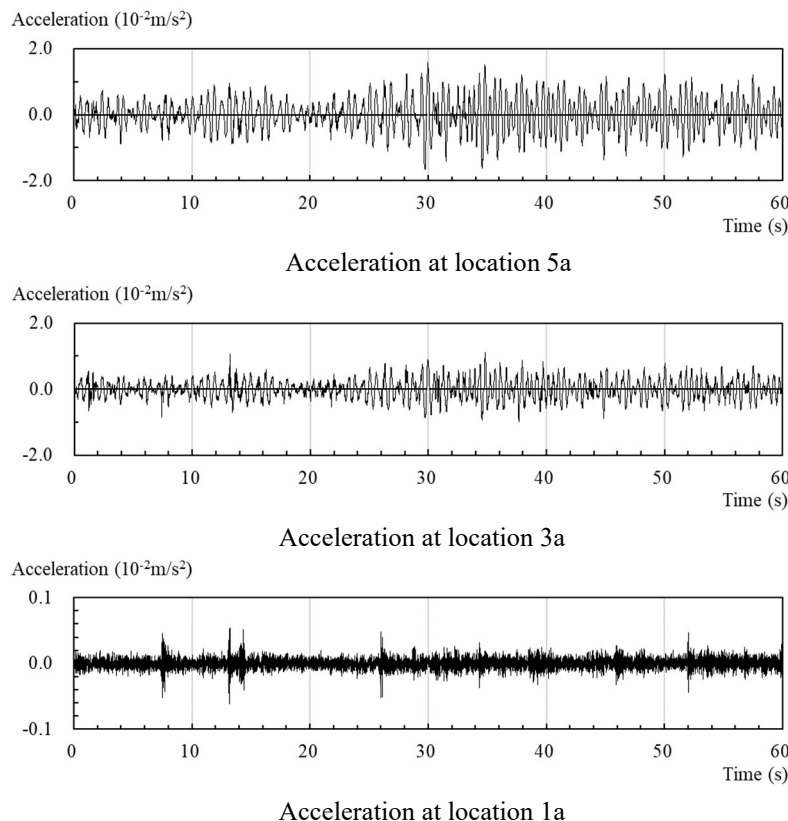 Acceleration (10⁻²m/s²)
2.0
0.0
-2.0
0 10 20 30 40 50 60
Time (s)
Acceleration at location 5a
Acceleration (10⁻²m/s²)
2.0
0.0
-2.0
0 10 20 30 40 50 60
Time (s)
Acceleration at location 3a
Acceleration (10⁻²m/s²)
0.1
0.0
-0.1
0 10 20 30 40 50 60
Time (s)
Acceleration at location 1a